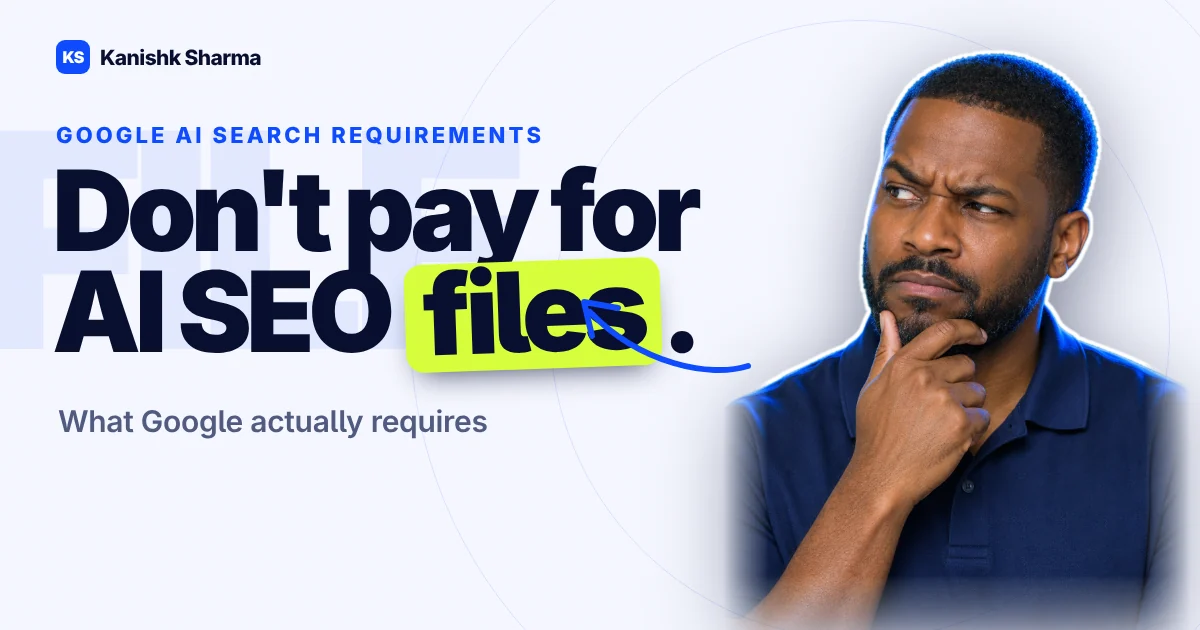 KS Kanishk Sharma
GOOGLE AI SEARCH REQUIREMENTS
Don't pay for
AI SEO files.
What Google actually requires